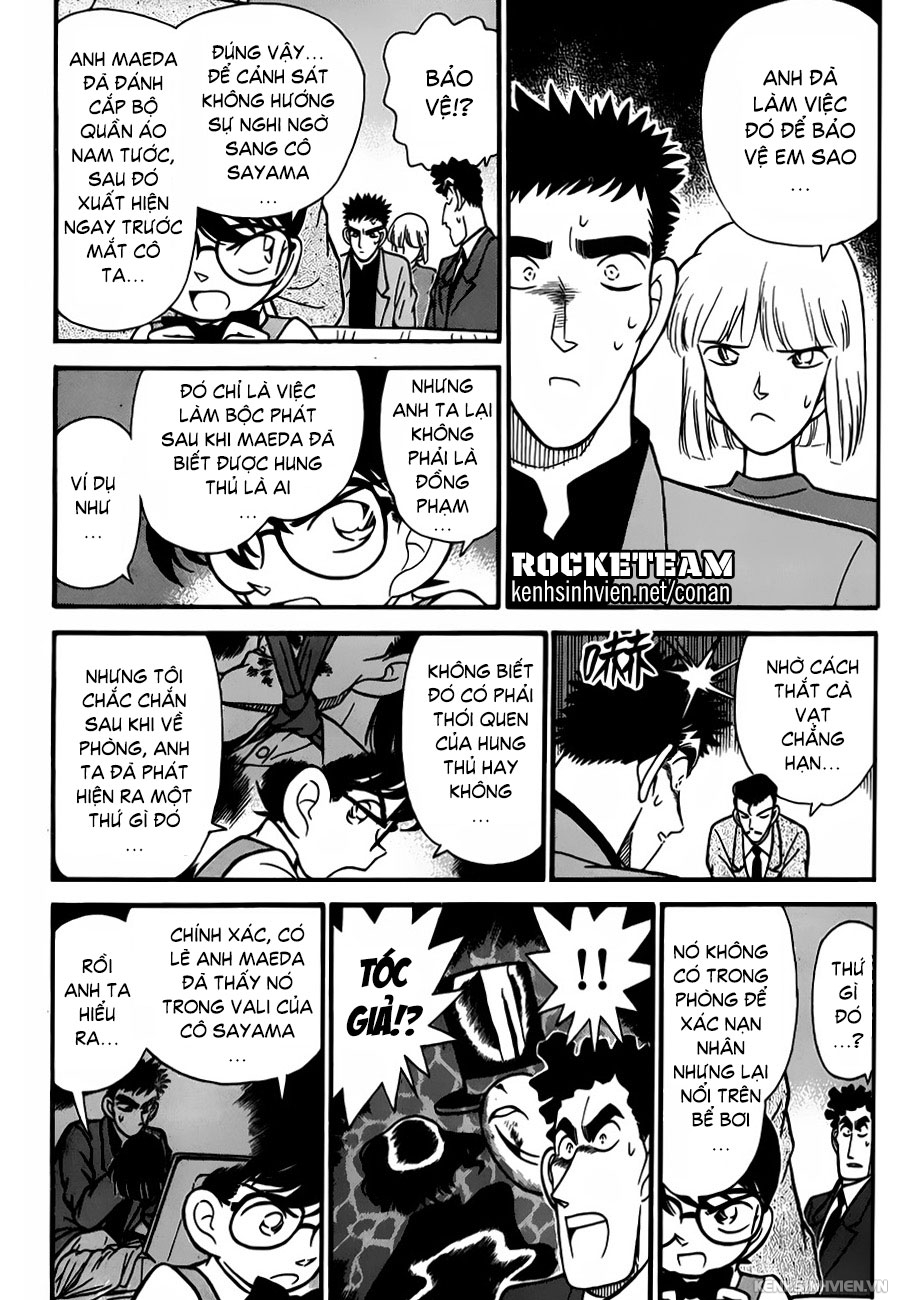 ANH ĐÃ
LÀM VIỆC
ĐÓ ĐỂ BẢO
VỆ EM SAO
...
BẢO
VỆ!?
ĐÚNG VẬY...
ĐỂ CẢNH SÁT
KHÔNG HƯỚNG
SỰ NGHI NGỜ
SANG CÔ
SAYAMA
...
ANH MAEDA
ĐÃ ĐÁNH
CẮP BỘ
QUẦN ÁO
NAM TƯỚC,
SAU ĐÓ
XUẤT HIỆN
NGAY TRƯỚC
MẮT CÔ
TA...
NHƯNG
ANH TA LẠI
KHÔNG
PHẢI LÀ
ĐỒNG
PHẠM
...
ĐÓ CHỈ LÀ VIỆC
LÀM BỘC PHÁT
SAU KHI MAEDA ĐÃ
BIẾT ĐƯỢC HUNG
THỦ LÀ AI
...
VÍ DỤ
NHƯ
...
ROCKETEAM
kenhsinhvien.net/conan
NHỜ CÁCH
THẮT CÀ
VẠT
CHẲNG
HẠN...
KHÔNG BIẾT
ĐÓ CÓ PHẢI
THÓI QUEN
CỦA HUNG
THỦ HAY
KHÔNG
...
NHƯNG TÔI
CHẮC CHẮN
SAU KHI VỀ
PHÒNG, ANH
TA ĐÃ PHÁT
HIỆN RA MỘT
THỨ GÌ ĐÓ
...
THỨ
GÌ
ĐÓ
...?
NÓ KHÔNG
CÓ TRONG
PHÒNG ĐỂ
XÁC NẠN
NHÂN
NHƯNG LẠI
NỔI TRÊN
BỂ BƠI
...
!!
TÓC
GIẢ!?
CHÍNH XÁC, CÓ
LẼ ANH MAEDA
ĐÃ THẤY NÓ
TRONG VALI CỦA
CÔ SAYAMA
...
RỒI
ANH TA
HIỂU
RA...
KENHSINHVIEN.VN